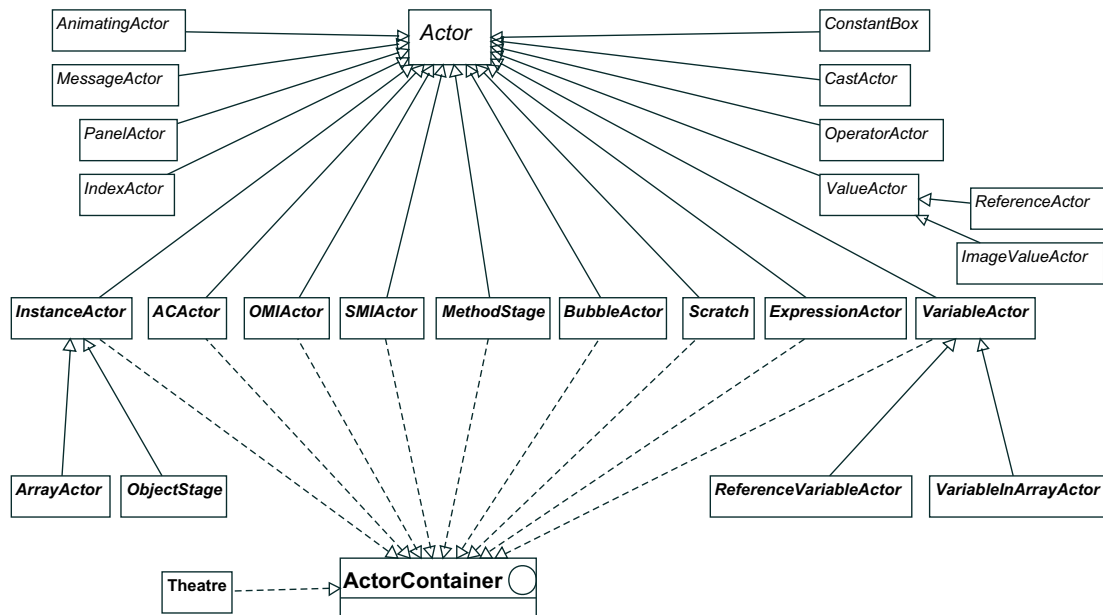 AnimatingActor
Actor
ConstantBox
MessageActor
CastActor
PanelActor
OperatorActor
IndexActor
ValueActor
ReferenceActor
ImageValueActor
InstanceActor
ACActor
OMIActor
SMIActor
MethodStage
BubbleActor
Scratch
ExpressionActor
VariableActor
ArrayActor
ObjectStage
ReferenceVariableActor
VariableInArrayActor
Theatre
ActorContainer